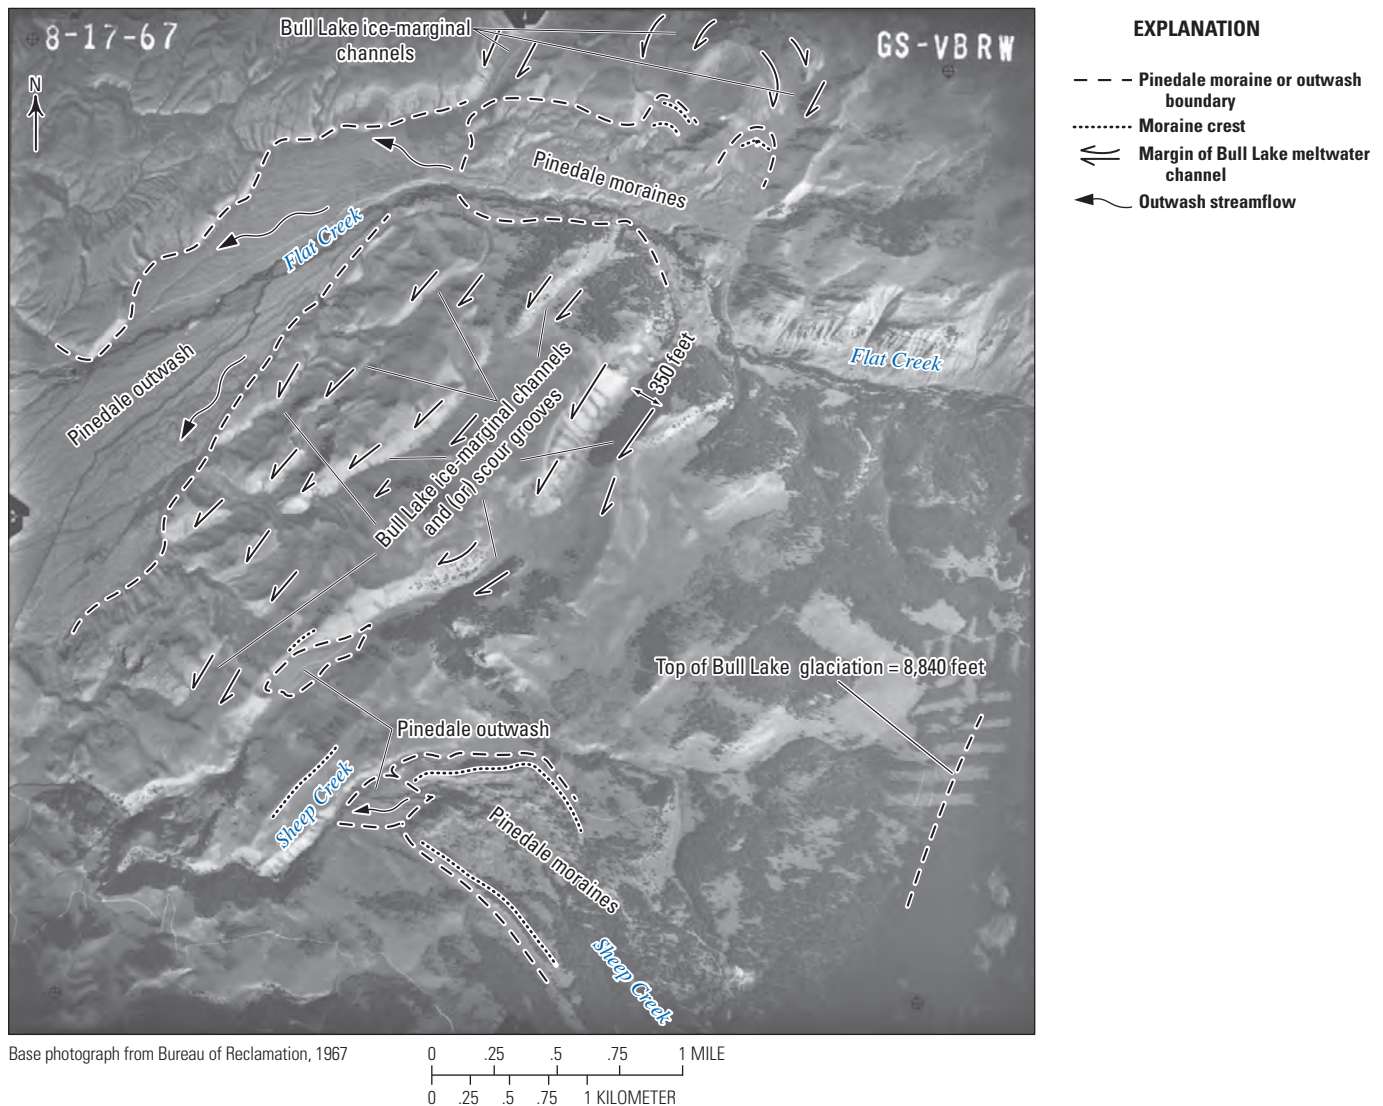 8-17-67
Bull Lake ice-marginal
channels
GS-VBRW
N
Pinedale moraines
Flat Creek
Pinedale outwash
350 feet
Flat Creek
Bull Lake ice-marginal channels
and (or) scour grooves
Top of Bull Lake glaciation = 8,840 feet
Pinedale outwash
Sheep Creek
Pinedale moraines
Sheep Creek
EXPLANATION
Pinedale moraine or outwash
boundary
Moraine crest
Margin of Bull Lake meltwater
channel
Outwash streamflow
Base photograph from Bureau of Reclamation, 1967
0 .25 .5 .75 1 MILE
0 .25 .5 .75 1 KILOMETER